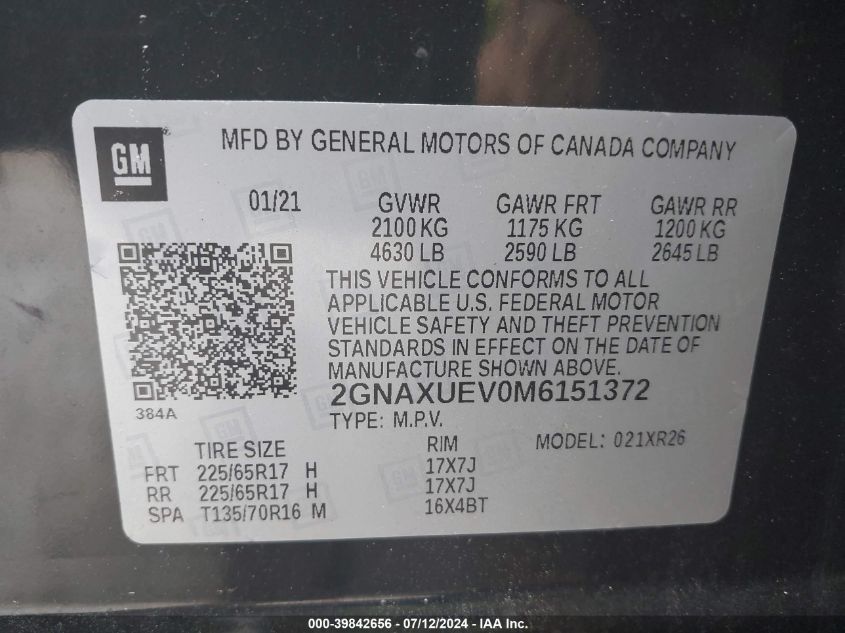 GM
MFD BY GENERAL MOTORS OF CANADA COMPANY
01/21 GVWR GAWR FRT GAWR RR
2100 KG 1175 KG 1200 KG
4630 LB 2590 LB 2645 LB
THIS VEHICLE CONFORMS TO ALL
APPLICABLE U.S. FEDERAL MOTOR
VEHICLE SAFETY AND THEFT PREVENTION
STANDARDS IN EFFECT ON THE DATE OF
MANUFACTURE SHOWN ABOVE.
2GNAXUEV0M6151372
384A
TYPE: M.P.V.
TIRE SIZE RIM MODEL: 021XR26
FRT 225/65R17 H 17X7J
RR 225/65R17 H 17X7J
SPA T135/70R16 M 16X4BT
000-39842656 - 07/12/2024 - IAA Inc.